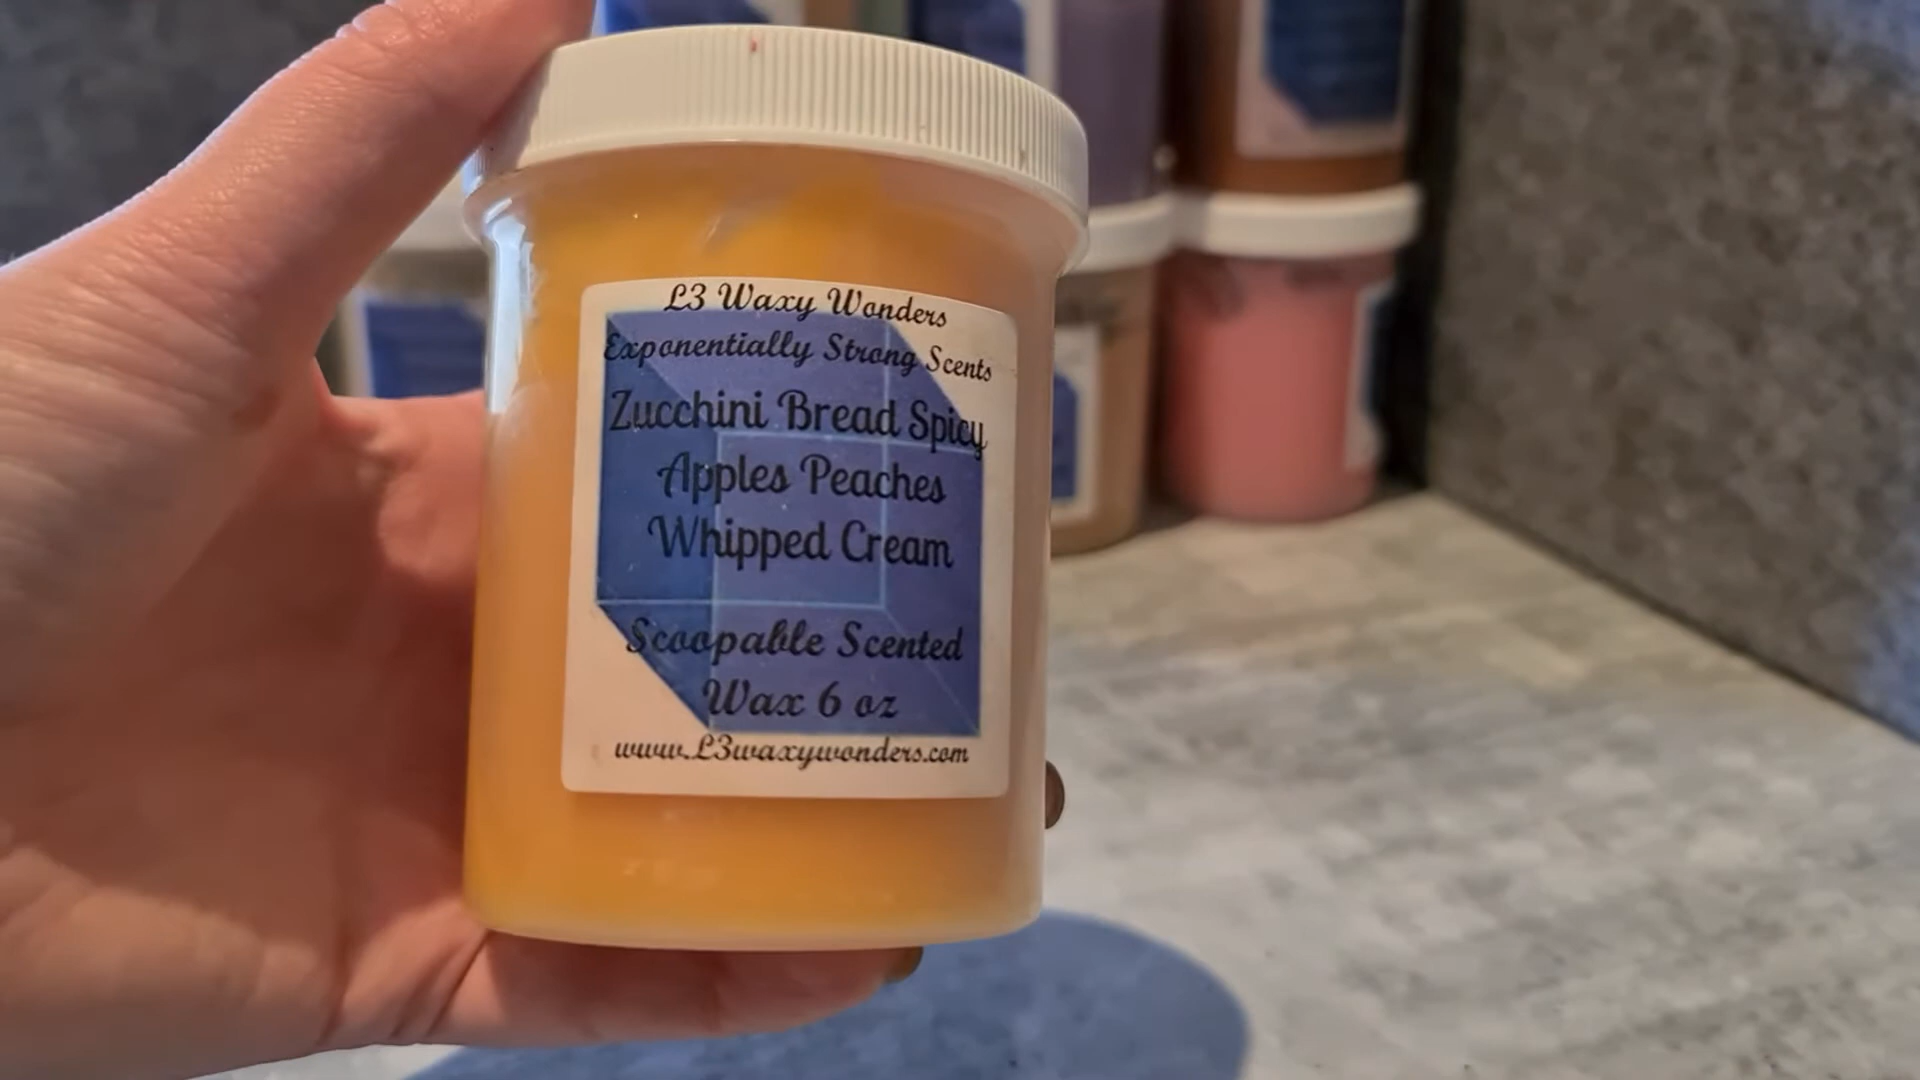 L3 Waxy Wonders
Exponentially Strong Scents
Zucchini Bread Spicy
Apples Peaches
Whipped Cream
Scoopable Scented
Wax 6 oz
www.L3waxywonders.com